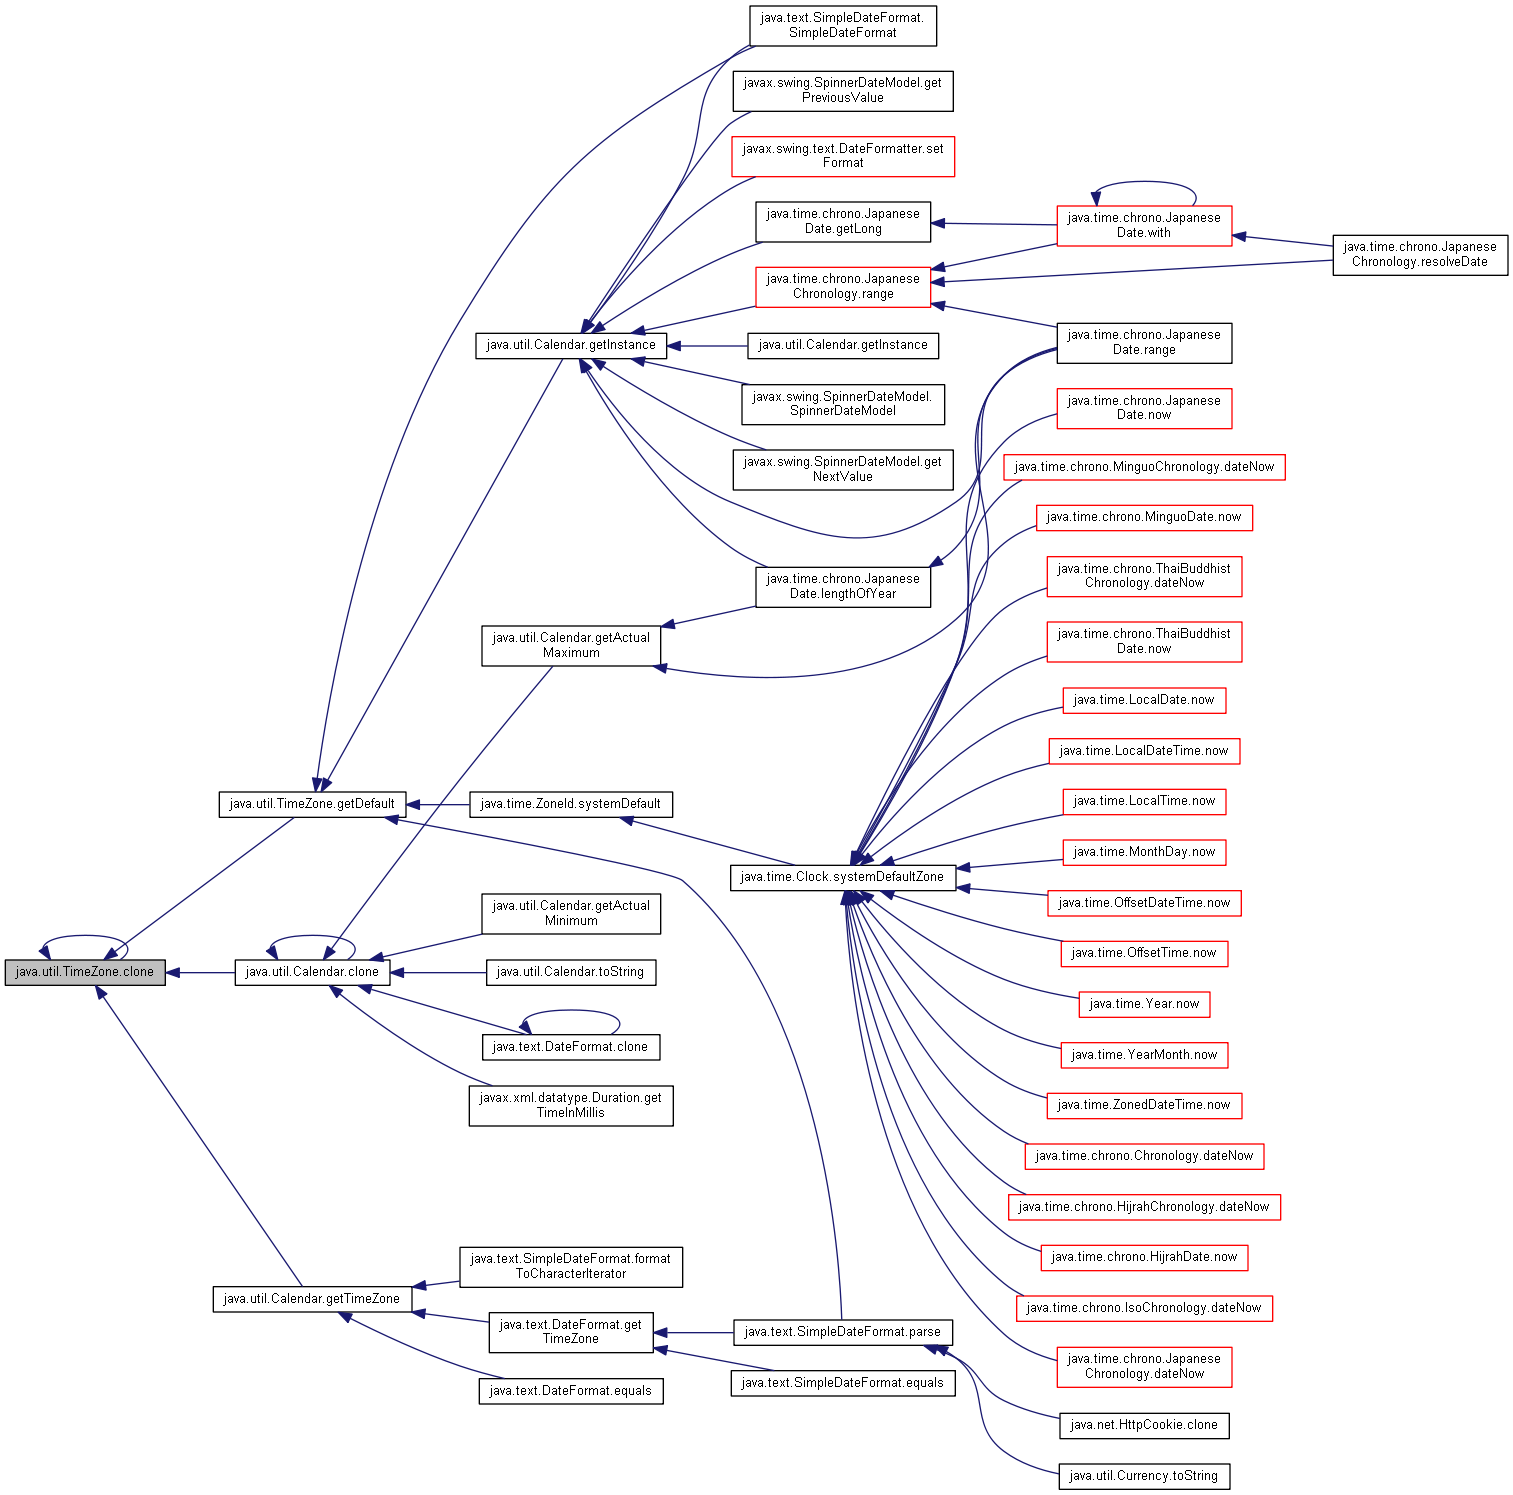 java.text.SimpleDateFormat.
SimpleDateFormat
javax.swing.SpinnerDateModel.get
PreviousValue
javax.swing.text.DateFormatter.set
Format
java.time.chrono.Japanese
Date.getLong
java.time.chrono.Japanese
Date.with
java.time.chrono.Japanese
Chronology.resolveDate
java.time.chrono.Japanese
Chronology.range
java.util.Calendar.getInstance
java.util.Calendar.getInstance
java.time.chrono.Japanese
Date.range
javax.swing.SpinnerDateModel.
SpinnerDateModel
java.time.chrono.Japanese
Date.now
javax.swing.SpinnerDateModel.get
NextValue
java.time.chrono.MinguoChronology.dateNow
java.time.chrono.MinguoDate.now
java.time.chrono.Japanese
Date.lengthOfYear
java.time.chrono.ThaiBuddhist
Chronology.dateNow
java.util.Calendar.getActual
Maximum
java.time.chrono.ThaiBuddhist
Date.now
java.time.LocalDate.now
java.time.LocalDateTime.now
java.util.TimeZone.getDefault
java.time.ZoneId.systemDefault
java.time.LocalTime.now
java.time.MonthDay.now
java.time.Clock.systemDefaultZone
java.time.OffsetDateTime.now
java.util.Calendar.getActual
Minimum
java.time.OffsetTime.now
java.util.TimeZone.clone
java.util.Calendar.clone
java.util.Calendar.toString
java.time.Year.now
java.text.DateFormat.clone
java.time.YearMonth.now
javax.xml.datatype.Duration.get
TimeInMillis
java.time.ZonedDateTime.now
java.time.chrono.Chronology.dateNow
java.time.chrono.HijrahChronology.dateNow
java.time.chrono.HijrahDate.now
java.text.SimpleDateFormat.format
ToCharacterIterator
java.util.Calendar.getTimeZone
java.time.chrono.IsoChronology.dateNow
java.text.DateFormat.get
TimeZone
java.text.SimpleDateFormat.parse
java.time.chrono.Japanese
Chronology.dateNow
java.text.SimpleDateFormat.equals
java.text.DateFormat.equals
java.net.HttpCookie.clone
java.util.Currency.toString